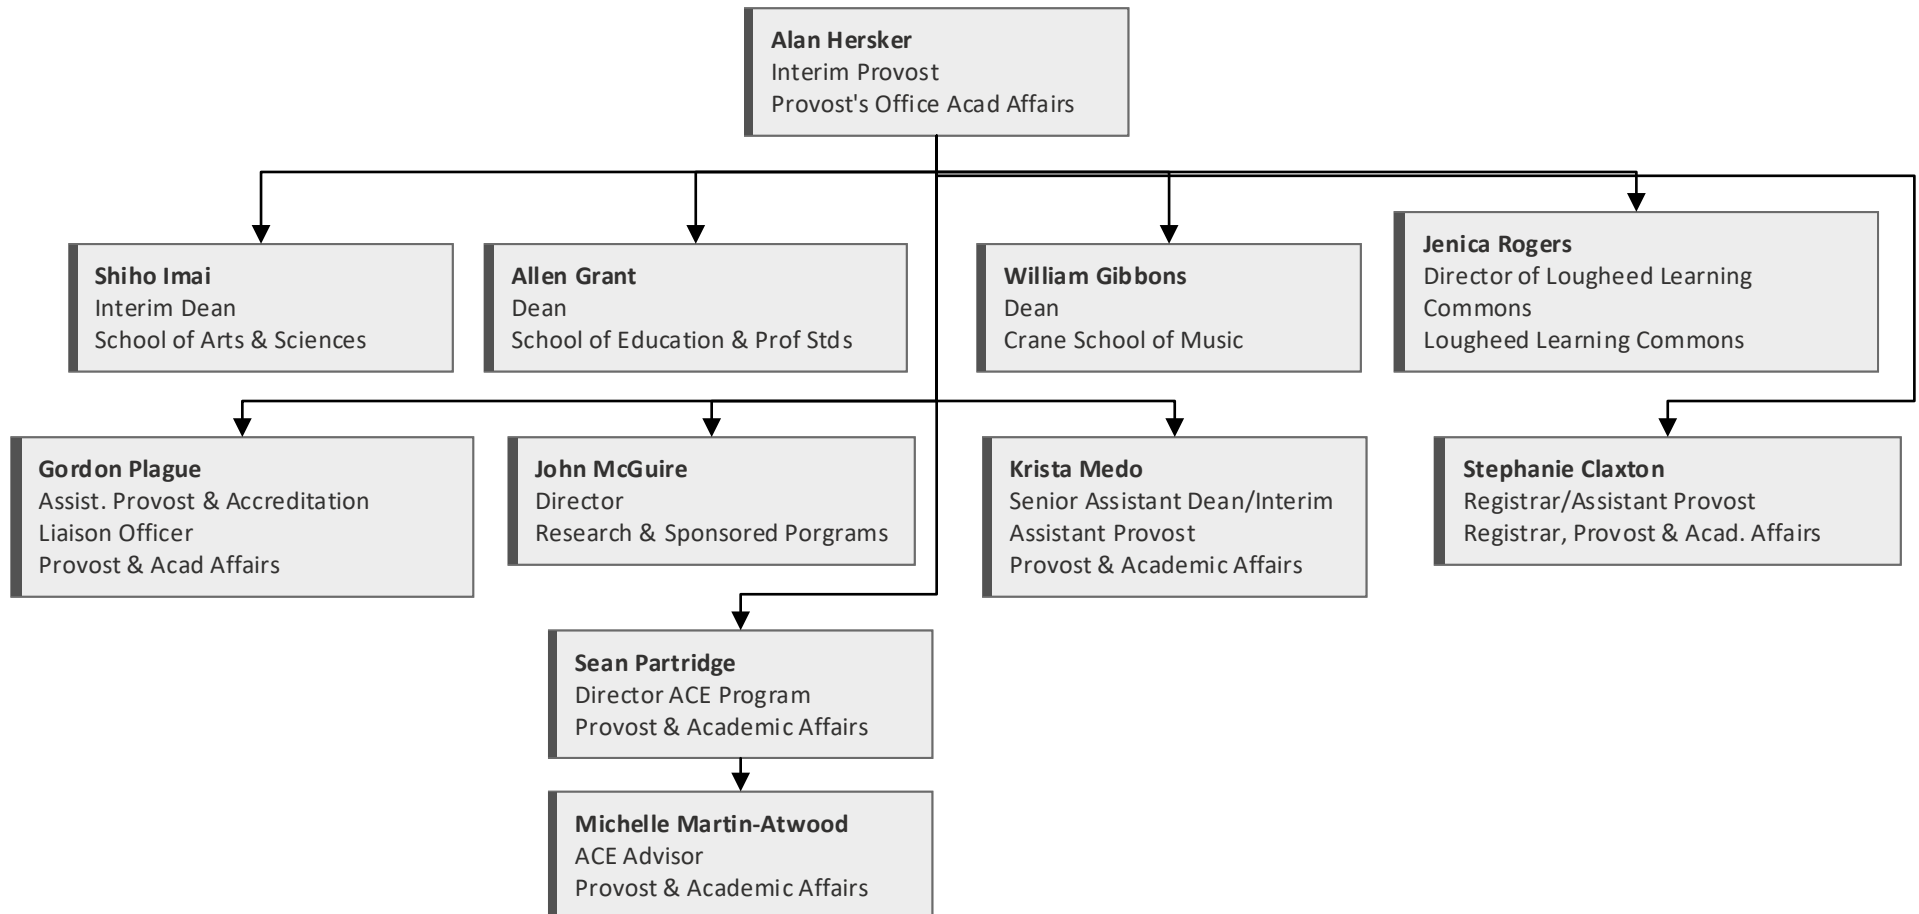 Alan Hersker
Interim Provost
Provost's Office Acad Affairs
Shiho Imai
Interim Dean
School of Arts & Sciences
Allen Grant
Dean
School of Education & Prof Stds
William Gibbons
Dean
Crane School of Music
Jenica Rogers
Director of Lougheed Learning
Commons
Lougheed Learning Commons
Gordon Plague
Assist. Provost & Accreditation
Liaison Officer
Provost & Acad Affairs
John McGuire
Director
Research & Sponsored Porgrams
Krista Medo
Senior Assistant Dean/Interim
Assistant Provost
Provost & Academic Affairs
Stephanie Claxton
Registrar/Assistant Provost
Registrar, Provost & Acad. Affairs
Sean Partridge
Director ACE Program
Provost & Academic Affairs
Michelle Martin-Atwood
ACE Advisor
Provost & Academic Affairs